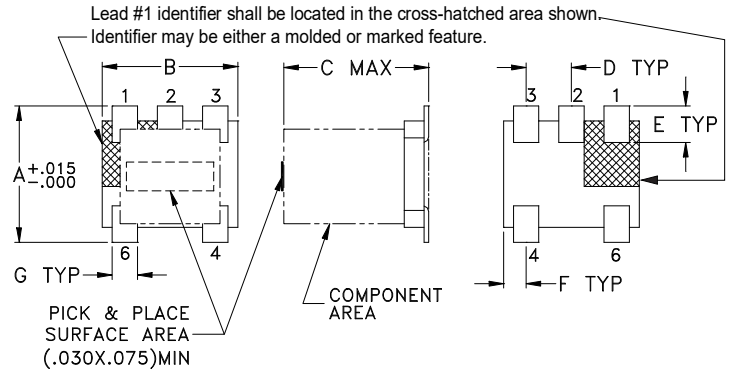 Lead #1 identifier shall be located in the cross-hatched area shown.
Identifier may be either a molded or marked feature.
B
C MAX
D TYP
1 2 3
3 2 1
E TYP
A +.015
-.000
6 4
4 6
G TYP
F TYP
COMPONENT
AREA
PICK & PLACE
SURFACE AREA
(.030X.075)MIN